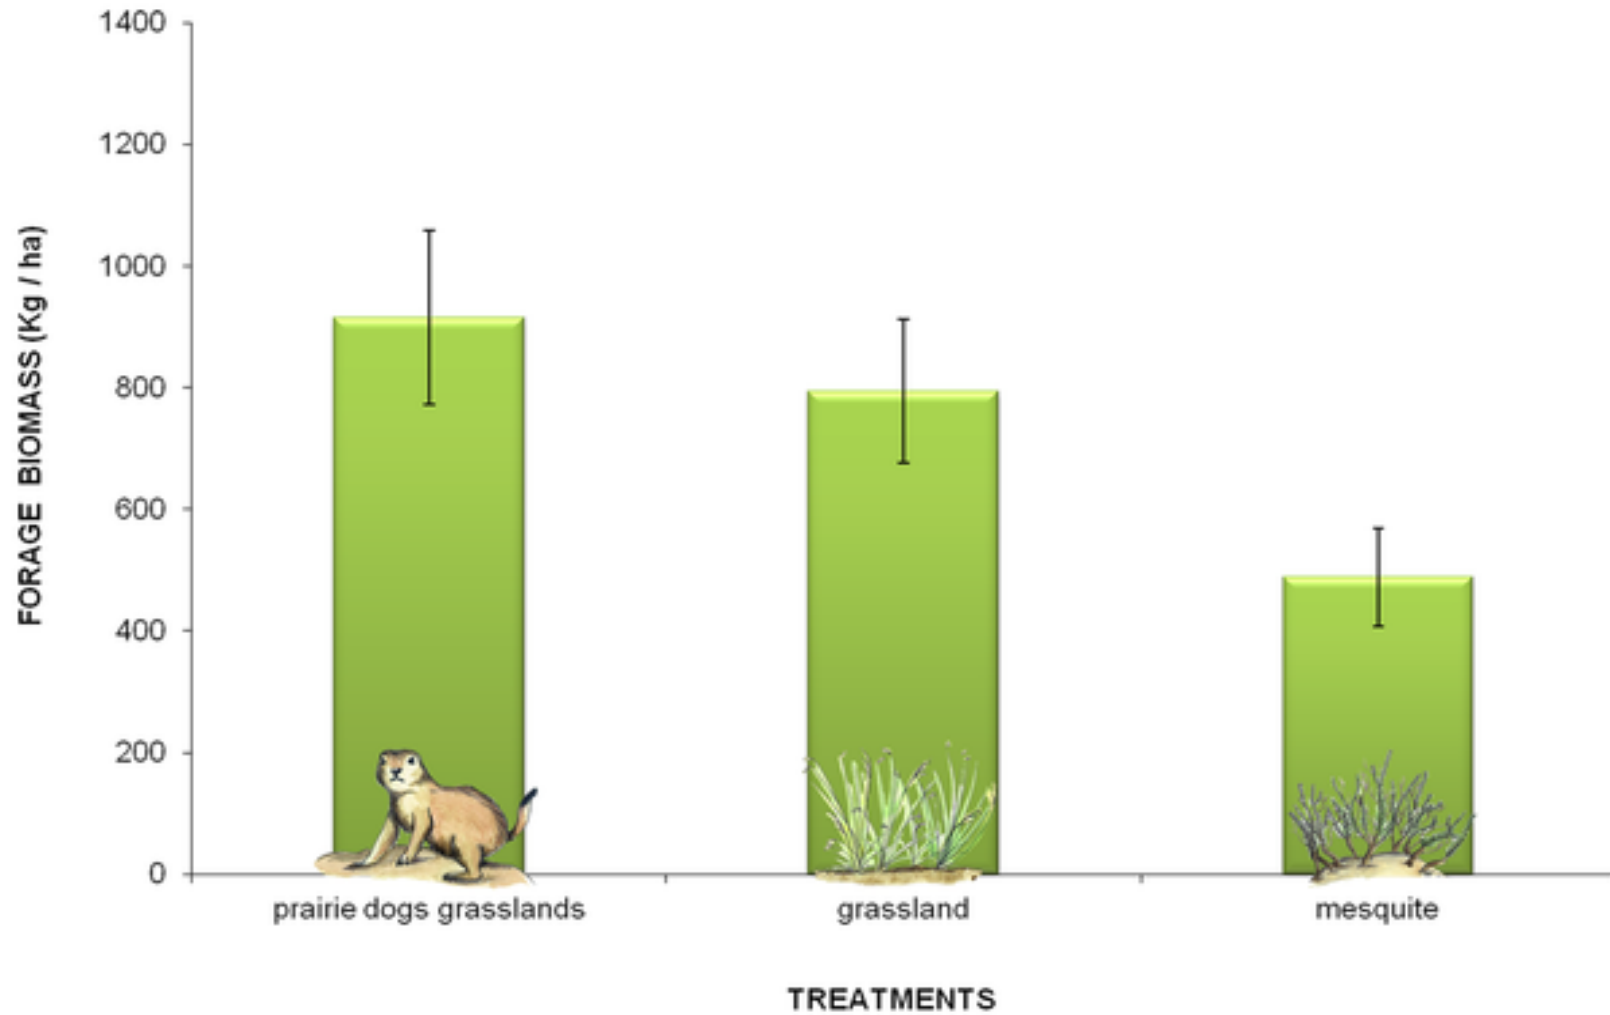 1400
1200
1000
800
600
400
200
0
FORAGE BIOMASS (Kg / ha)
prairie dogs grasslands
grassland
mesquite
TREATMENTS